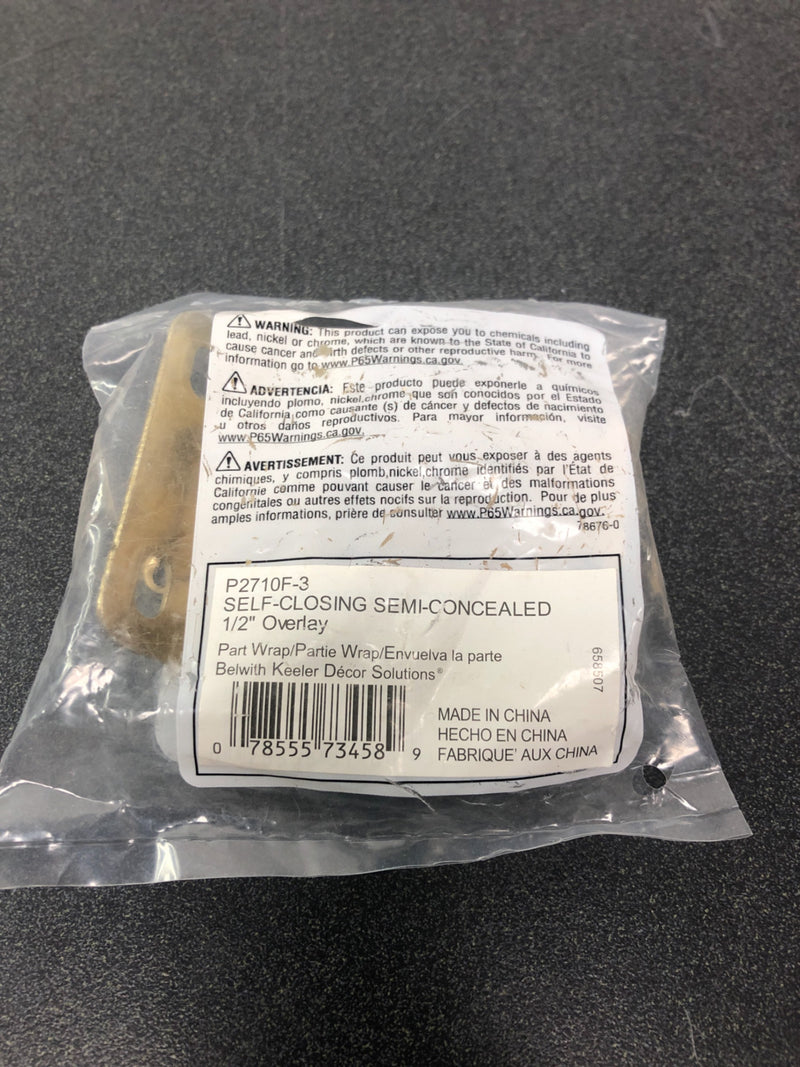 WARNING: This product can expose you to chemicals including
lead, nickel or chrome, which are known to the State of California to
cause cancer and birth defects or other reproductive harm. For more
information go to www.P65Warnings.ca.gov.
ADVERTENCIA: Este producto puede exponerle a químicos
incluyendo plomo, nickel,chrome que son conocidos por el Estado
de California como causante (s) de cáncer y defectos de nacimiento
u otros daños reproductivos. Para mayor información, visite
www.P65Warnings.ca.gov.
AVERTISSEMENT: Ce produit peut vous exposer à des agents
chimiques, y compris plomb,nickel,chrome identifiés par l'État de
Californie comme pouvant causer le cancer et des malformations
congénitales ou autres effets nocifs sur la reproduction. Pour de plus
amples informations, prière de consulter www.P65Warnings.ca.gov.
78676-0
P2710F-3
SELF-CLOSING SEMI-CONCEALED
1/2" Overlay
Part Wrap/Partie Wrap/Envuelva la parte
Belwith Keeler Décor Solutions®
658507
0 78555 73458 9
MADE IN CHINA
HECHO EN CHINA
FABRIQUE' AUX CHINA